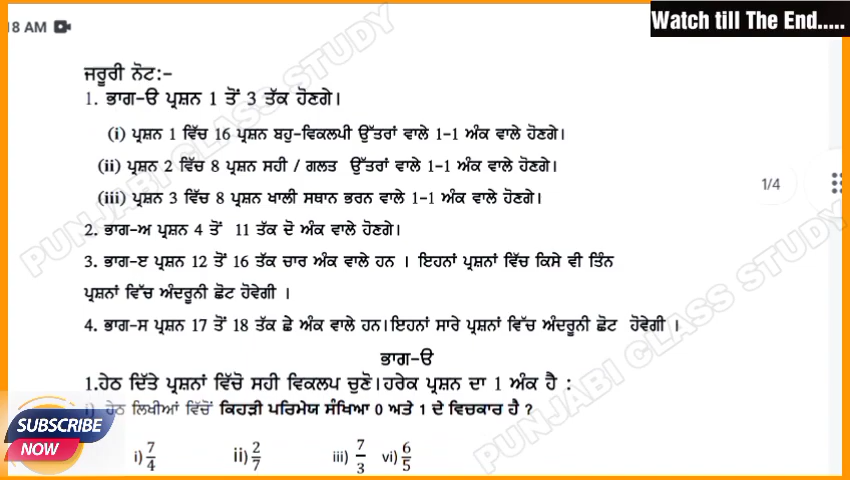 Watch till The End.....
18 AM
ਜਰੂਰੀ ਨੋਟ:-
1. ਭਾਗ-ੳ ਪ੍ਰਸ਼ਨ 1 ਤੋਂ 3 ਤੱਕ ਹੋਣਗੇ।
(i) ਪ੍ਰਸ਼ਨ 1 ਵਿੱਚ 16 ਪ੍ਰਸ਼ਨ ਬਹੁ-ਵਿਕਲਪੀ ਉੱਤਰਾਂ ਵਾਲੇ 1-1 ਅੰਕ ਵਾਲੇ ਹੋਣਗੇ।
(ii) ਪ੍ਰਸ਼ਨ 2 ਵਿੱਚ 8 ਪ੍ਰਸ਼ਨ ਸਹੀ / ਗਲਤ ਉੱਤਰਾਂ ਵਾਲੇ 1-1 ਅੰਕ ਵਾਲੇ ਹੋਣਗੇ।
1/4
(iii) ਪ੍ਰਸ਼ਨ 3 ਵਿੱਚ 8 ਪ੍ਰਸ਼ਨ ਖਾਲੀ ਸਥਾਨ ਭਰਨ ਵਾਲੇ 1-1 ਅੰਕ ਵਾਲੇ ਹੋਣਗੇ।
2. ਭਾਗ-ਅ ਪ੍ਰਸ਼ਨ 4 ਤੋਂ 11 ਤੱਕ ਦੋ ਅੰਕ ਵਾਲੇ ਹੋਣਗੇ।
3. ਭਾਗ-ੲ ਪ੍ਰਸ਼ਨ 12 ਤੋਂ 16 ਤੱਕ ਚਾਰ ਅੰਕ ਵਾਲੇ ਹਨ । ਇਹਨਾਂ ਪ੍ਰਸ਼ਨਾਂ ਵਿੱਚ ਕਿਸੇ ਵੀ ਤਿੰਨ
ਪ੍ਰਸ਼ਨਾਂ ਵਿੱਚ ਅੰਦਰੂਨੀ ਛੋਟ ਹੋਵੇਗੀ ।
4. ਭਾਗ-ਸ ਪ੍ਰਸ਼ਨ 17 ਤੋਂ 18 ਤੱਕ ਛੇ ਅੰਕ ਵਾਲੇ ਹਨ।ਇਹਨਾਂ ਸਾਰੇ ਪ੍ਰਸ਼ਨਾਂ ਵਿੱਚ ਅੰਦਰੂਨੀ ਛੋਟ ਹੋਵੇਗੀ ।
ਭਾਗ-ੳ
1.ਹੇਠ ਦਿੱਤੇ ਪ੍ਰਸ਼ਨਾਂ ਵਿੱਚੋ ਸਹੀ ਵਿਕਲਪ ਚੁਣੋ।ਹਰੇਕ ਪ੍ਰਸ਼ਨ ਦਾ 1 ਅੰਕ ਹੈ :
i) ਹੇਠ ਲਿਖੀਆਂ ਵਿੱਚੋਂ ਕਿਹੜੀ ਪਰਿਮੇਯ ਸੰਖਿਆ 0 ਅਤੇ 1 ਦੇ ਵਿਚਕਾਰ ਹੈ ?
i) 7/4 ii) 2/7 iii) 7/3 vi) 6/5
SUBSCRIBE
NOW
PUNJABI CLASS STUDY
PUNJABI CLASS STUDY